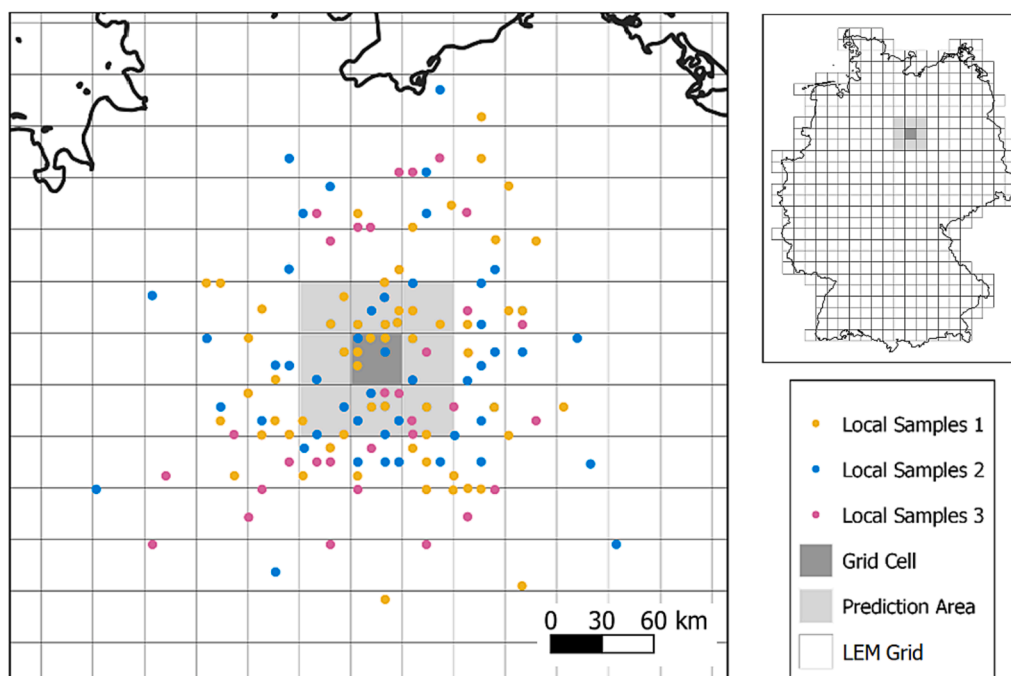 Local Samples 1
Local Samples 2
Local Samples 3
Grid Cell
Prediction Area
LEM Grid
0 30 60 km